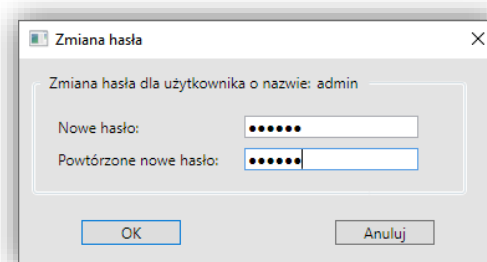 Zmiana hasła
Zmiana hasła dla użytkownika o nazwie: admin
Nowe hasło: ●●●●●●
Powtórzone nowe hasło: ●●●●●●
OK Anuluj